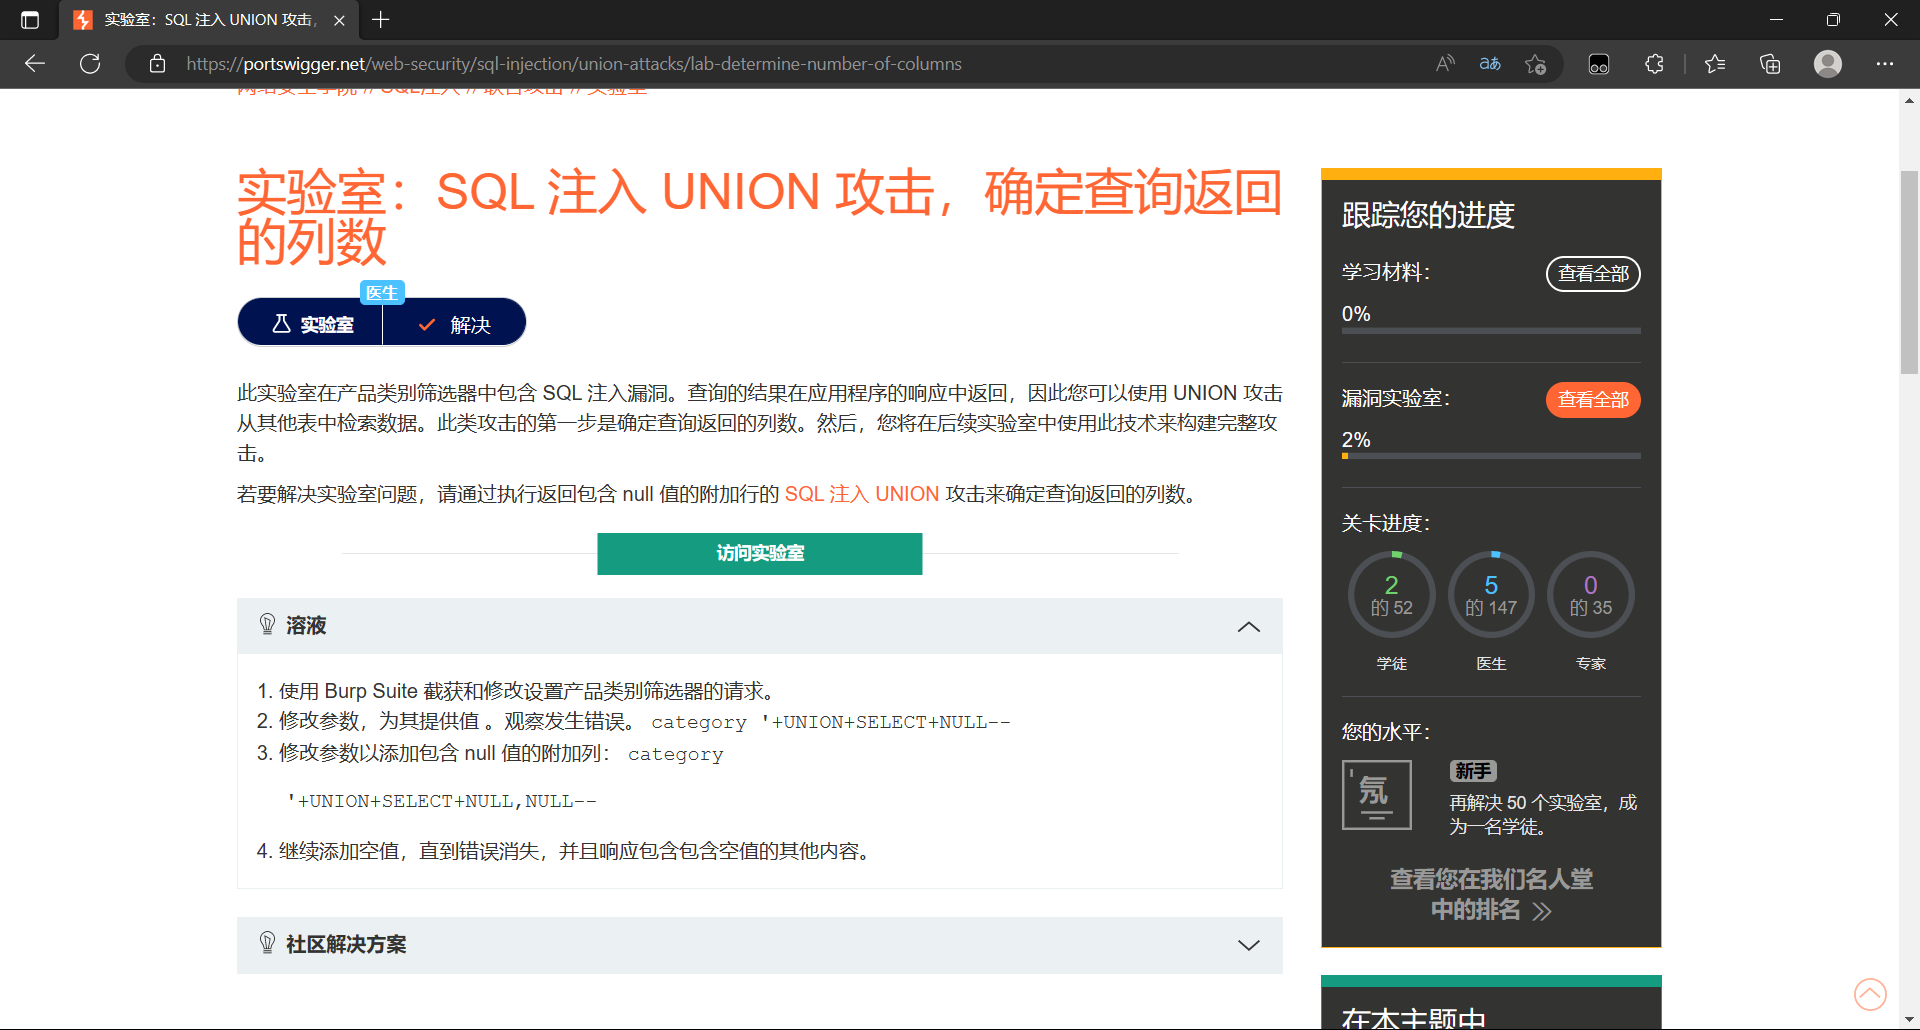 实验室：SQL 注入 UNION 攻击，
https://portswigger.net/web-security/sql-injection/union-attacks/lab-determine-number-of-columns
网络安全学院 // SQL注入 // 联合攻击 // 实验室
实验室：SQL 注入 UNION 攻击，确定查询返回
的列数
医生
实验室
解决
此实验室在产品类别筛选器中包含 SQL 注入漏洞。查询的结果在应用程序的响应中返回，因此您可以使用 UNION 攻击
从其他表中检索数据。此类攻击的第一步是确定查询返回的列数。然后，您将在后续实验室中使用此技术来构建完整攻
击。
若要解决实验室问题，请通过执行返回包含 null 值的附加行的 SQL 注入 UNION 攻击来确定查询返回的列数。
访问实验室
溶液
1. 使用 Burp Suite 截获和修改设置产品类别筛选器的请求。
2. 修改参数，为其提供值 。观察发生错误。 category '+UNION+SELECT+NULL--
3. 修改参数以添加包含 null 值的附加列： category
'+UNION+SELECT+NULL,NULL--
4. 继续添加空值，直到错误消失，并且响应包含包含空值的其他内容。
社区解决方案
跟踪您的进度
学习材料：
查看全部
0%
漏洞实验室：
查看全部
2%
关卡进度：
2
的 52
学徒
5
的 147
医生
0
的 35
专家
您的水平：
氖
新手
再解决 50 个实验室，成
为一名学徒。
查看您在我们名人堂
中的排名
在本主题中